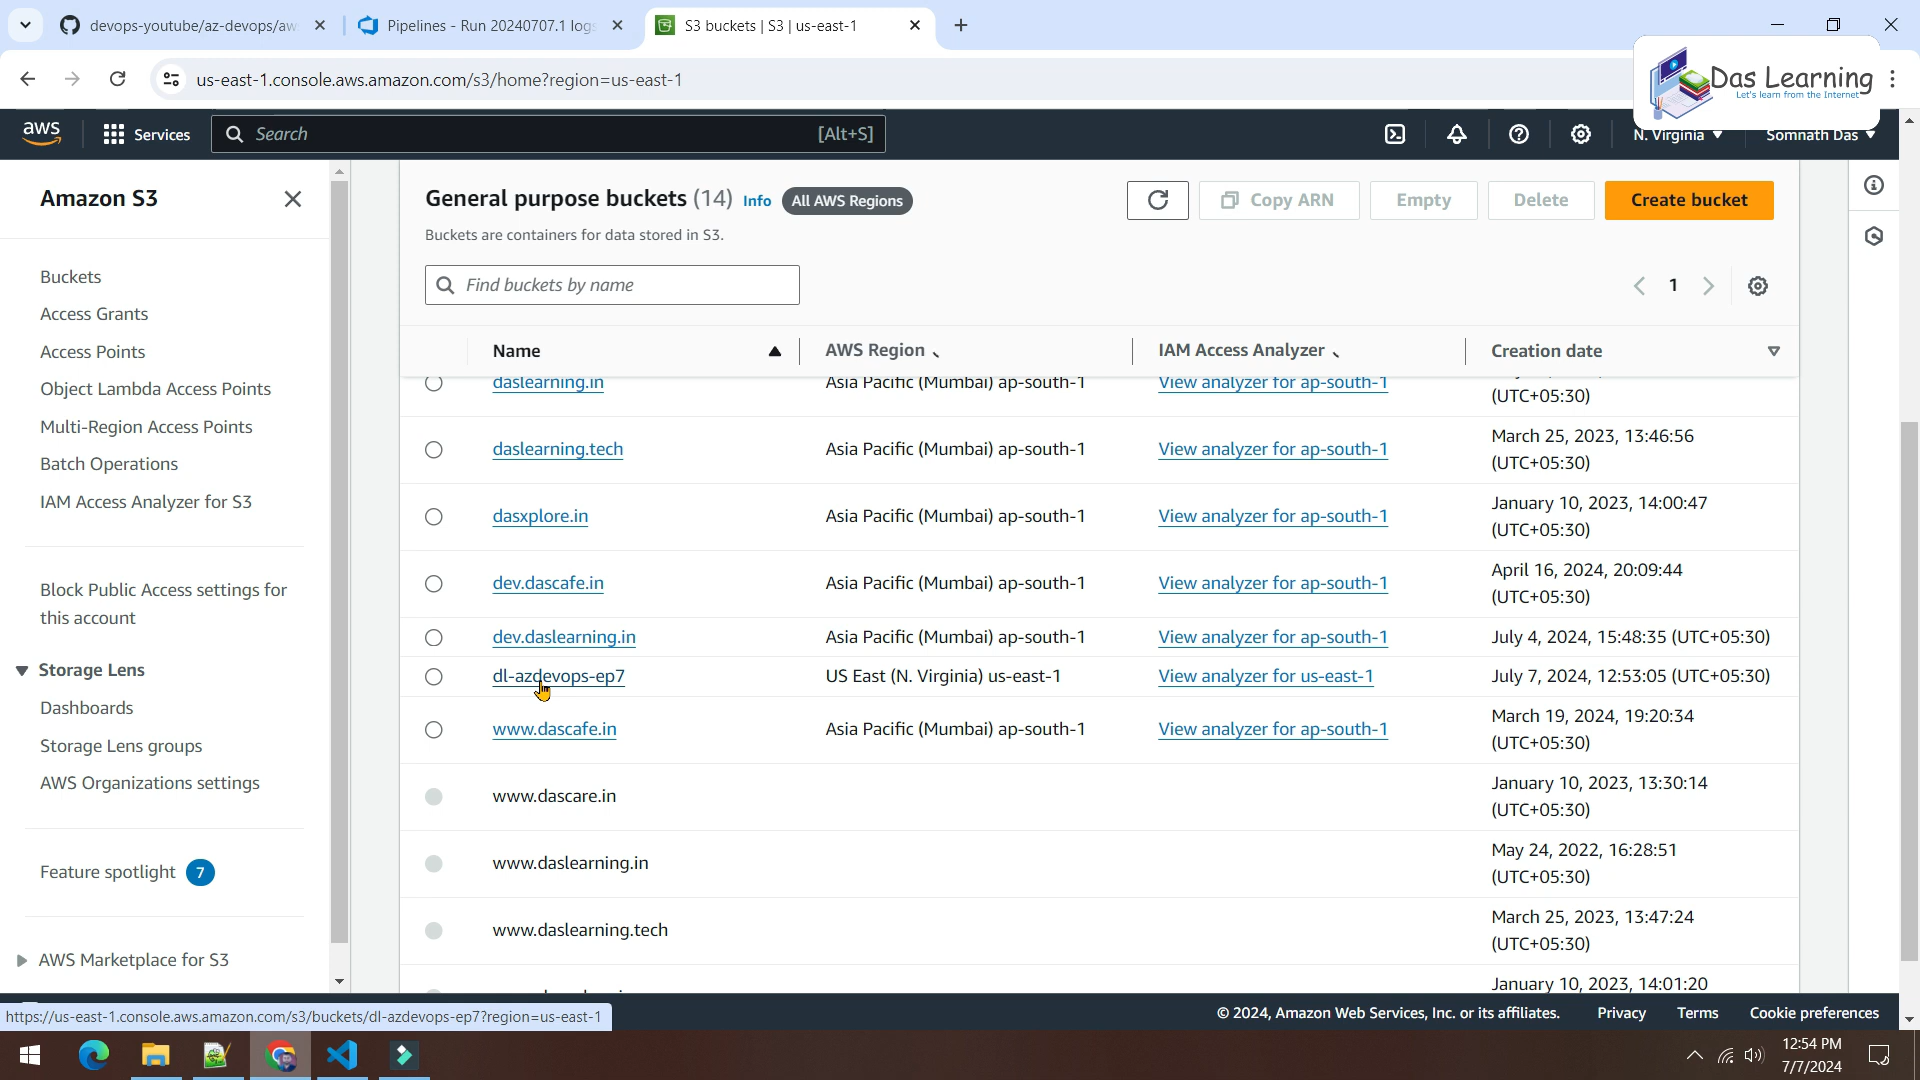 devops-youtube/az-devops/aw
Pipelines - Run 20240707.1 logs
S3 buckets | S3 | us-east-1
us-east-1.console.aws.amazon.com/s3/home?region=us-east-1
Das Learning
Let's learn from the Internet
aws
Services
Search
[Alt+S]
N. Virginia
Somnath Das
Amazon S3
Buckets
Access Grants
Access Points
Object Lambda Access Points
Multi-Region Access Points
Batch Operations
IAM Access Analyzer for S3
Block Public Access settings for
this account
Storage Lens
Dashboards
Storage Lens groups
AWS Organizations settings
Feature spotlight 7
AWS Marketplace for S3
General purpose buckets (14) Info All AWS Regions
Copy ARN
Empty
Delete
Create bucket
Buckets are containers for data stored in S3.
Find buckets by name
1
Name AWS Region IAM Access Analyzer Creation date
daslearning.in Asia Pacific (Mumbai) ap-south-1 View analyzer for ap-south-1
(UTC+05:30)
daslearning.tech Asia Pacific (Mumbai) ap-south-1 View analyzer for ap-south-1 March 25, 2023, 13:46:56
(UTC+05:30)
dasxplore.in Asia Pacific (Mumbai) ap-south-1 View analyzer for ap-south-1 January 10, 2023, 14:00:47
(UTC+05:30)
dev.dascafe.in Asia Pacific (Mumbai) ap-south-1 View analyzer for ap-south-1 April 16, 2024, 20:09:44
(UTC+05:30)
dev.daslearning.in Asia Pacific (Mumbai) ap-south-1 View analyzer for ap-south-1 July 4, 2024, 15:48:35 (UTC+05:30)
dl-azdevops-ep7 US East (N. Virginia) us-east-1 View analyzer for us-east-1 July 7, 2024, 12:53:05 (UTC+05:30)
www.dascafe.in Asia Pacific (Mumbai) ap-south-1 View analyzer for ap-south-1 March 19, 2024, 19:20:34
(UTC+05:30)
www.dascare.in January 10, 2023, 13:30:14
(UTC+05:30)
www.daslearning.in May 24, 2022, 16:28:51
(UTC+05:30)
www.daslearning.tech March 25, 2023, 13:47:24
(UTC+05:30)
January 10, 2023, 14:01:20
https://us-east-1.console.aws.amazon.com/s3/buckets/dl-azdevops-ep7?region=us-east-1
© 2024, Amazon Web Services, Inc. or its affiliates. Privacy Terms Cookie preferences
12:54 PM
7/7/2024